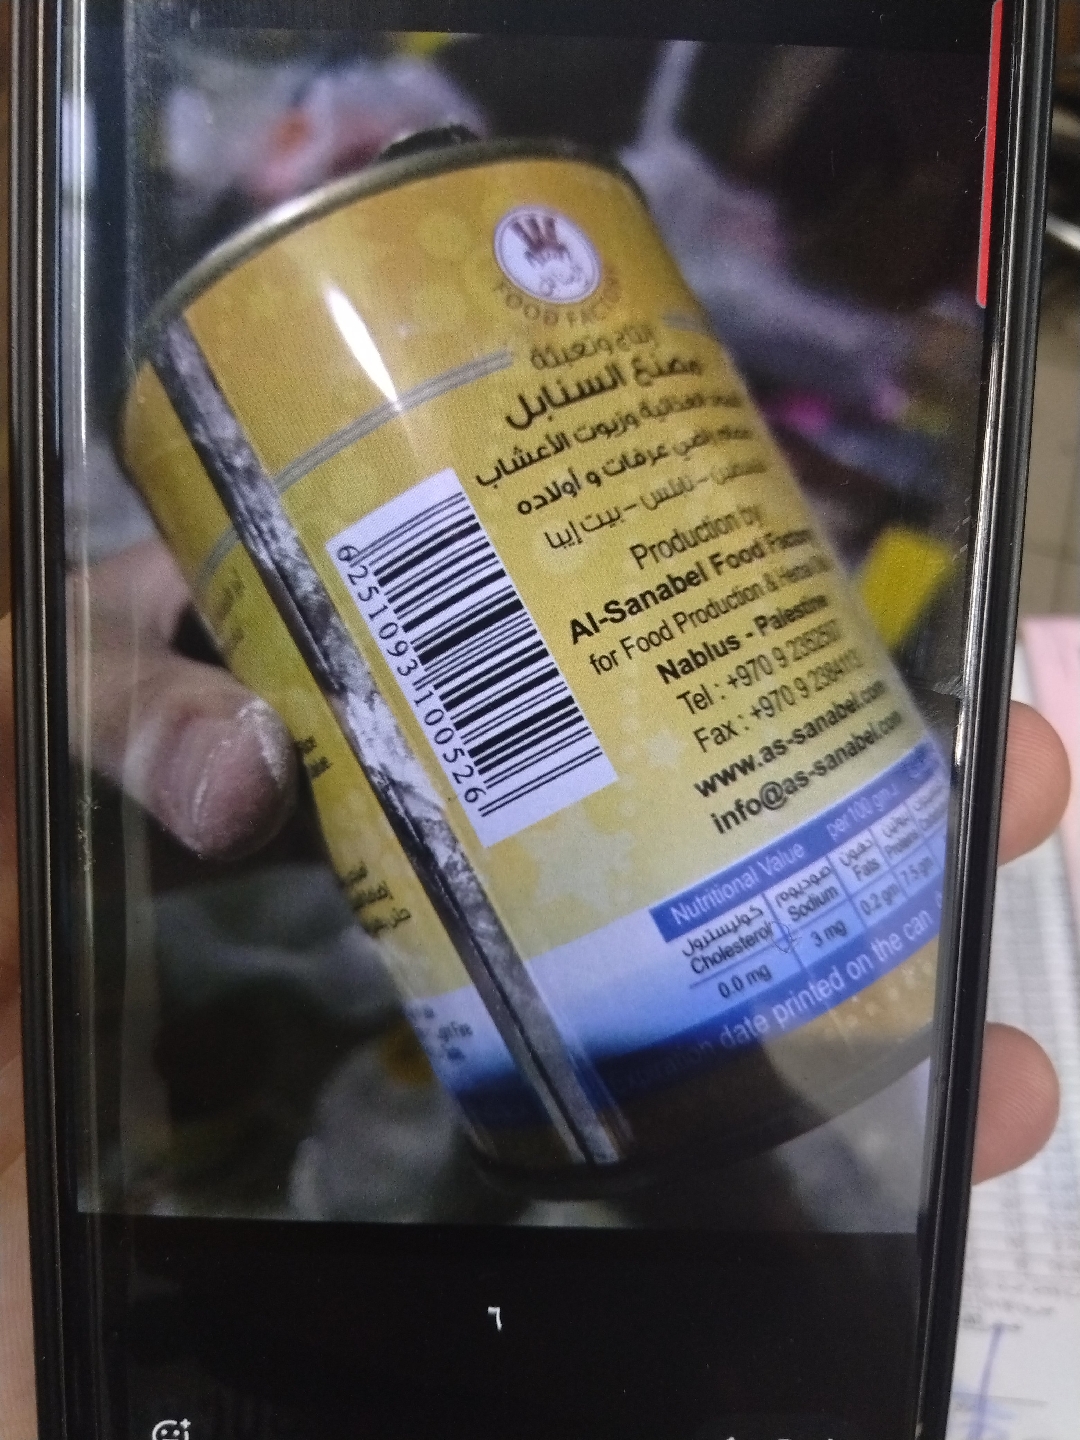 FOOD FACTORY
إنتاج وتعبئة
مصنع السنابل
الغذائية وزيوت الأعشاب
راضي عرفات و أولاده
فلسطين - نابلس - بيت إيبا
Production by
Al-Sanabel Food Factory
for Food Production & Herbal
Nablus - Palestine
Tel : +970 9
Fax : +970 9
www.as-sanabel.com
info@as-sanabel.com
6251093100526
Nutritional Value per 100 gm
كوليسترول صوديوم دهون بروتين
Cholesterol Sodium Fats Protein
0.0 mg 3 mg 0.2 gm 7.5 gm
date printed on the can
٦